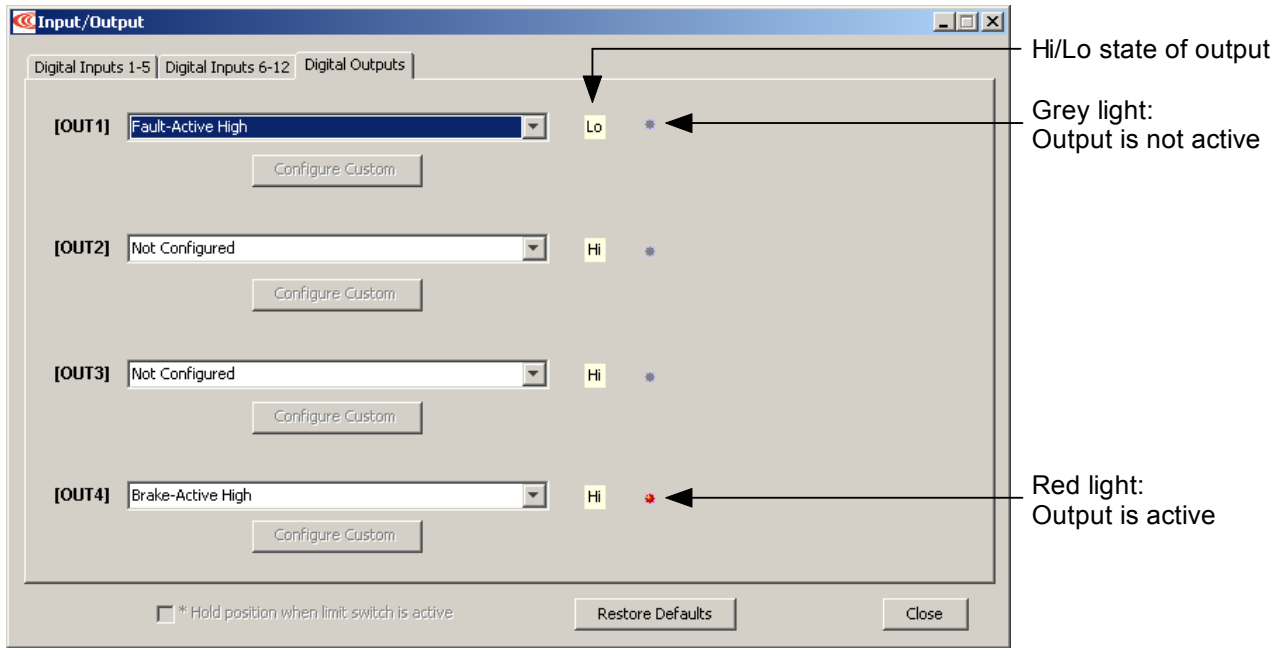 Input/Output
Hi/Lo state of output
Digital Inputs 1-5
Digital Inputs 6-12
Digital Outputs
[OUT1]
Fault-Active High
Lo
Grey light:
Output is not active
Configure Custom
[OUT2]
Not Configured
Hi
Configure Custom
[OUT3]
Not Configured
Hi
Configure Custom
[OUT4]
Brake-Active High
Hi
Red light:
Output is active
Configure Custom
* Hold position when limit switch is active
Restore Defaults
Close